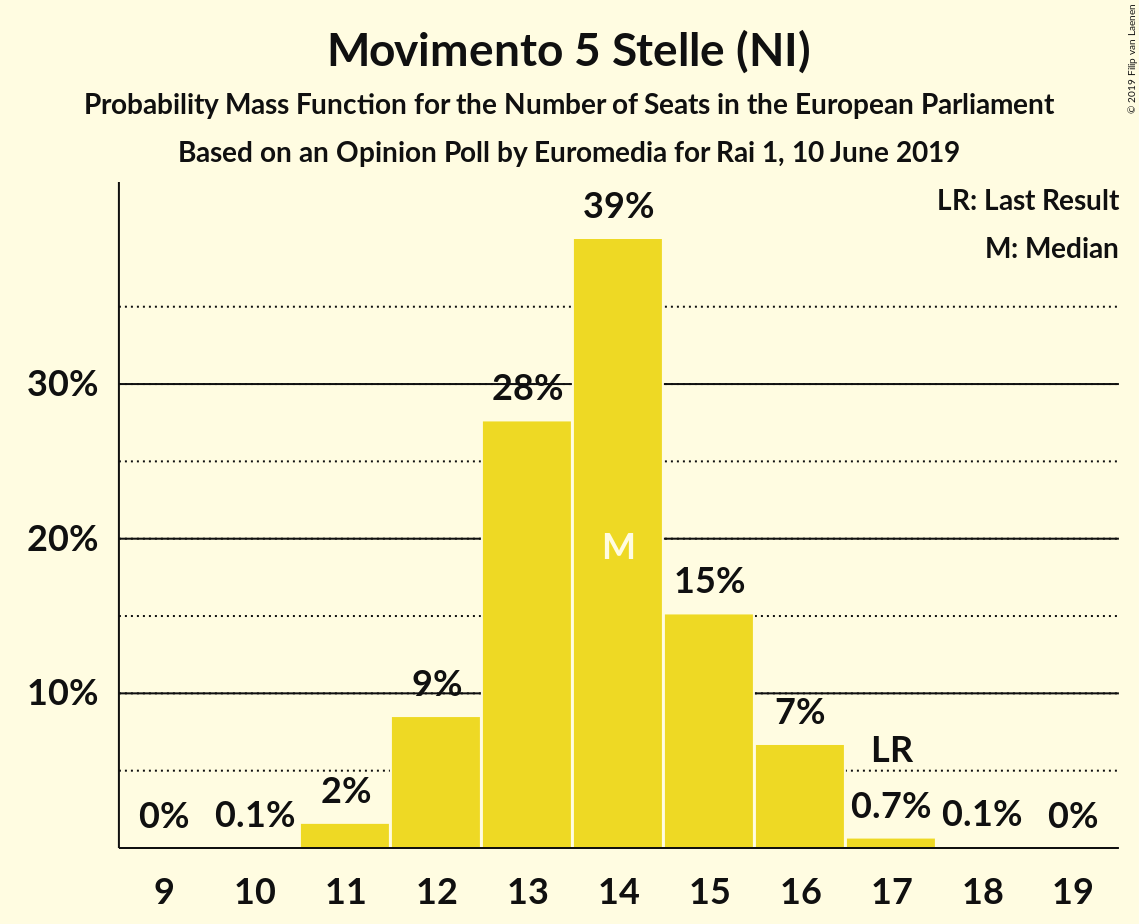 Movimento 5 Stelle (NI)
Probability Mass Function for the Number of Seats in the European Parliament
Based on an Opinion Poll by Euromedia for Rai 1, 10 June 2019
© 2019 Filip van Laenen
LR: Last Result
M: Median
39%
30%
28%
20%
M
15%
10%
9%
7%
LR
2%
0%
0.1%
0.7%
0.1%
0%
9 10 11 12 13 14 15 16 17 18 19